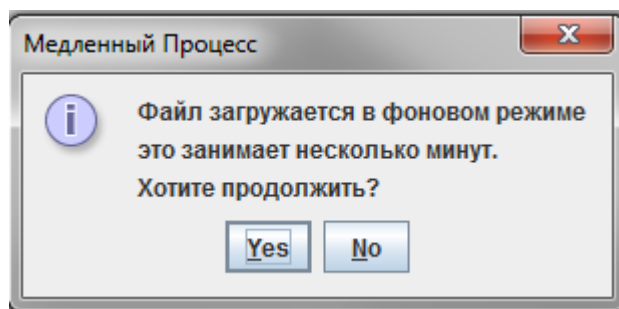 Медленный Процесс
Файл загружается в фоновом режиме
это занимает несколько минут.
Хотите продолжить?
Yes No